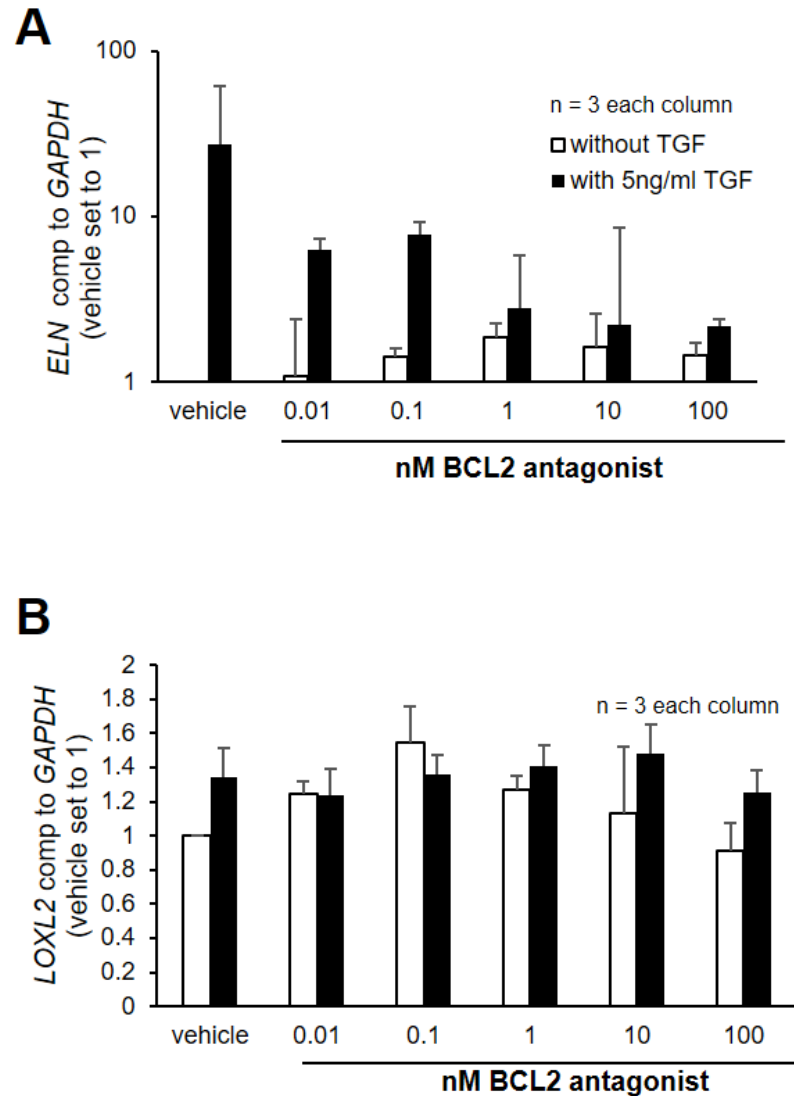 A
100
10
1
ELN comp to GAPDH
(vehicle set to 1)
n = 3 each column
without TGF
with 5ng/ml TGF
vehicle 0.01 0.1 1 10 100
nM BCL2 antagonist
B
2
1.8
1.6
1.4
1.2
1
0.8
0.6
0.4
0.2
0
LOXL2 comp to GAPDH
(vehicle set to 1)
n = 3 each column
vehicle 0.01 0.1 1 10 100
nM BCL2 antagonist